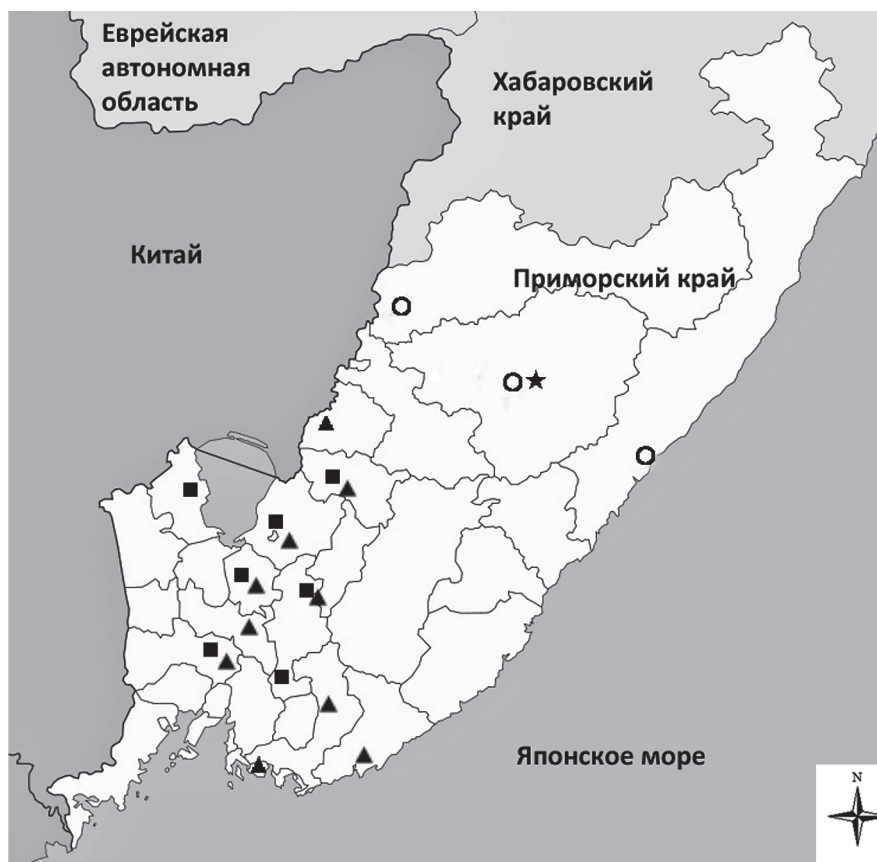 Еврейская
автономная
область
Хабаровский
край
Китай
Приморский край
Японское море
N